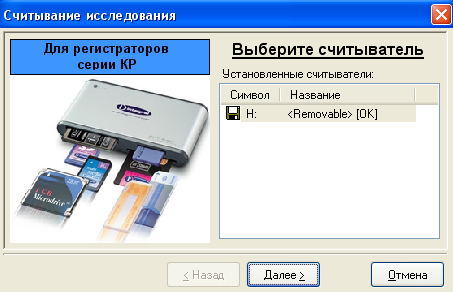 Считывание исследования
Для регистраторов
серии КР
Выберите считыватель
Установленные считыватели:
Символ Название
H: <Removable> [OK]
< Назад Далее > Отмена